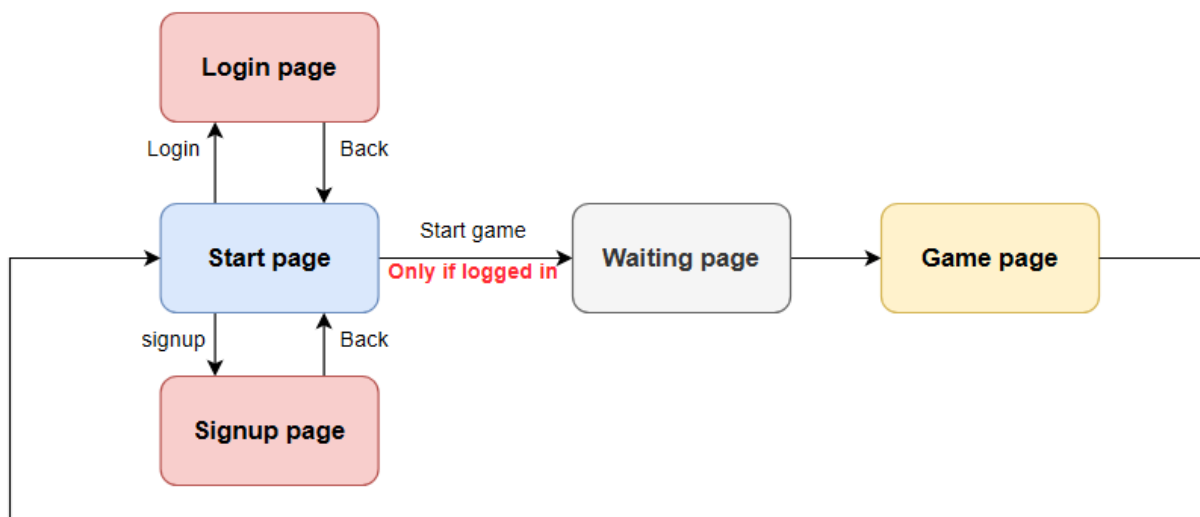 Login page
Login
Back
Start page
Start game
Only if logged in
Waiting page
Game page
signup
Back
Signup page